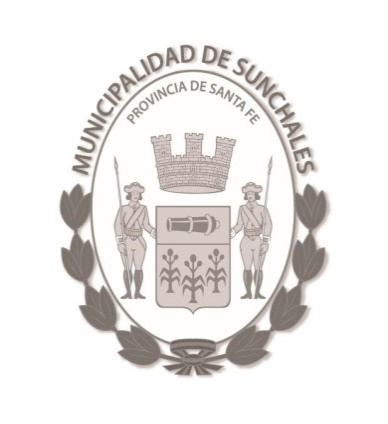 MUNICIPALIDAD DE SUNCHALES
PROVINCIA DE SANTA FE